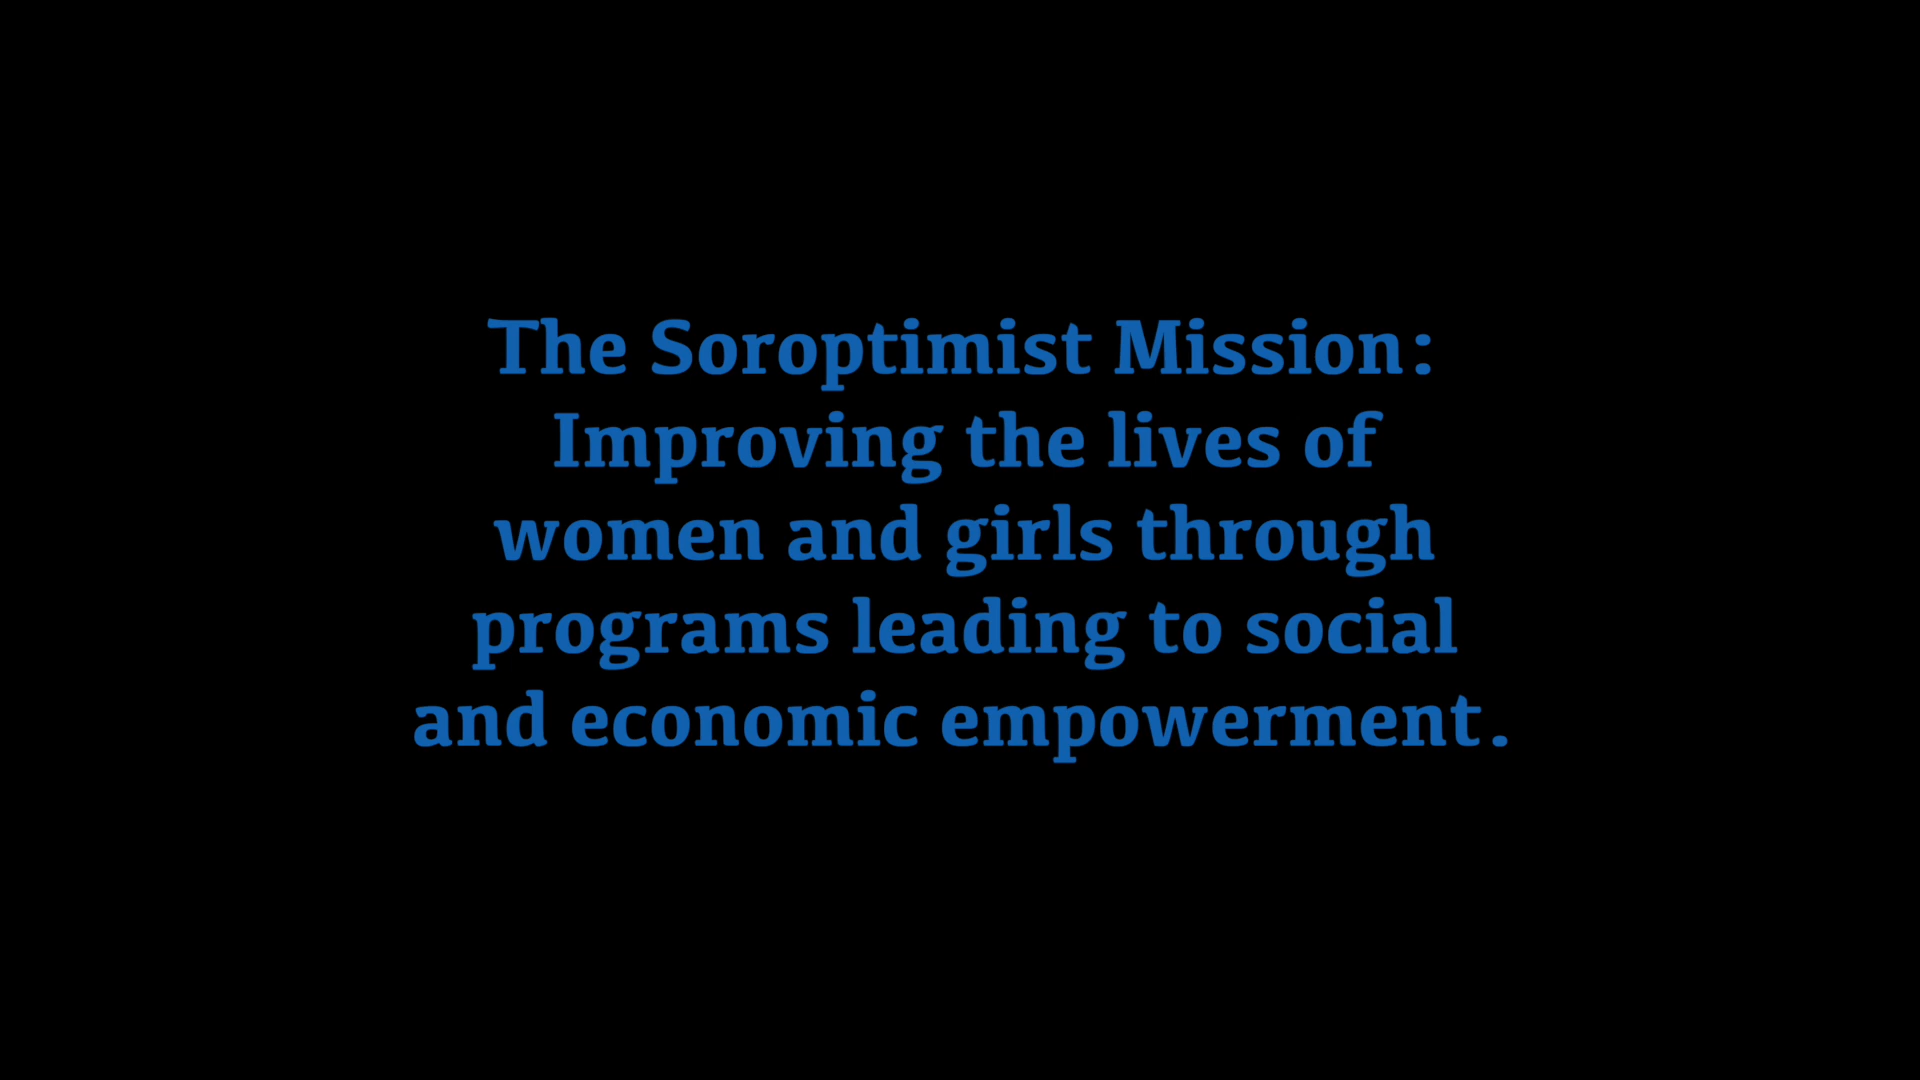 The Soroptimist Mission:
Improving the lives of
women and girls through
programs leading to social
and economic empowerment.